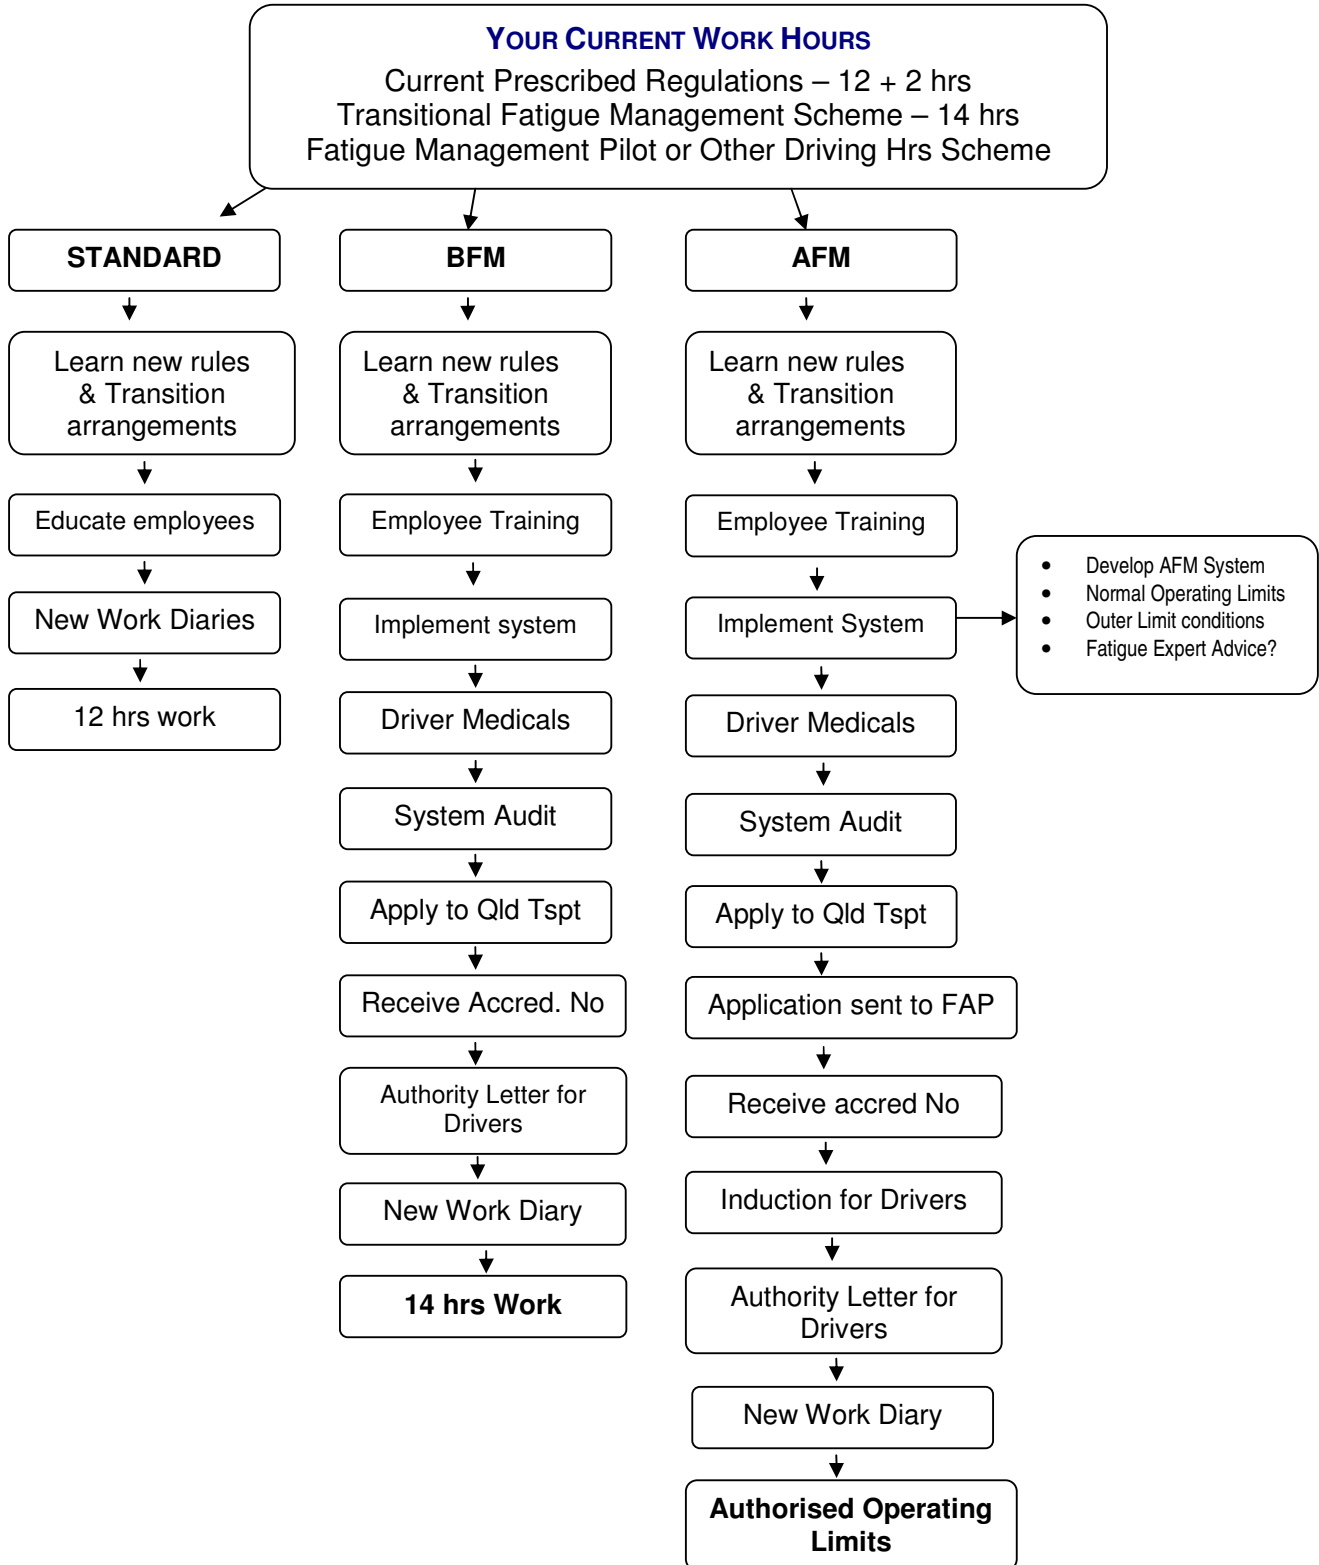 YOUR CURRENT WORK HOURS
Current Prescribed Regulations – 12 + 2 hrs
Transitional Fatigue Management Scheme – 14 hrs
Fatigue Management Pilot or Other Driving Hrs Scheme
STANDARD
Learn new rules
& Transition
arrangements
Educate employees
New Work Diaries
12 hrs work
BFM
Learn new rules
& Transition
arrangements
Employee Training
Implement system
Driver Medicals
System Audit
Apply to Qld Tspt
Receive Accred. No
Authority Letter for
Drivers
New Work Diary
14 hrs Work
AFM
Learn new rules
& Transition
arrangements
Employee Training
Implement System
• Develop AFM System
• Normal Operating Limits
• Outer Limit conditions
• Fatigue Expert Advice?
Driver Medicals
System Audit
Apply to Qld Tspt
Application sent to FAP
Receive accred No
Induction for Drivers
Authority Letter for
Drivers
New Work Diary
Authorised Operating
Limits